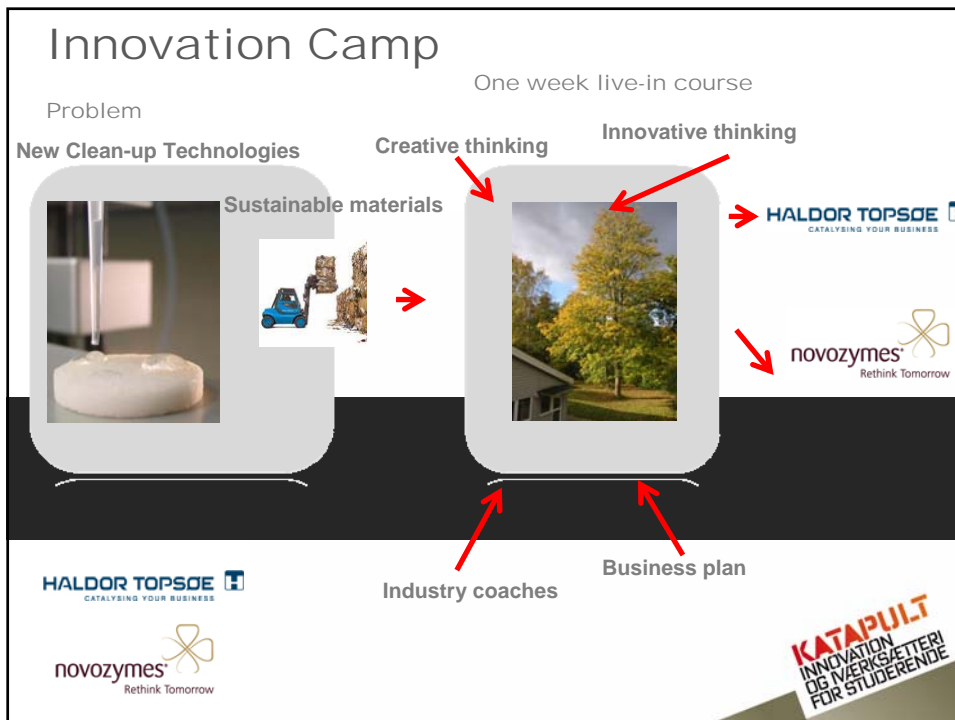 Innovation Camp
One week live-in course
Problem
New Clean-up Technologies
Creative thinking
Innovative thinking
Sustainable materials
HALDOR TOPSØE
CATALYSING YOUR BUSINESS
novozymes
Rethink Tomorrow
Industry coaches
Business plan
HALDOR TOPSØE H
CATALYSING YOUR BUSINESS
novozymes
Rethink Tomorrow
KATAPULT
INNOVATION
OG IVÆRKSÆTTERI
FOR STUDERENDE